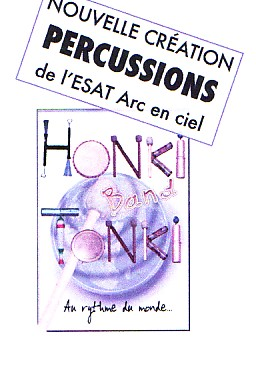 NOUVELLE CRÉATION
PERCUSSIONS
de l'ESAT Arc en ciel
HONKI
Band
TONKI
Au rythme du monde...